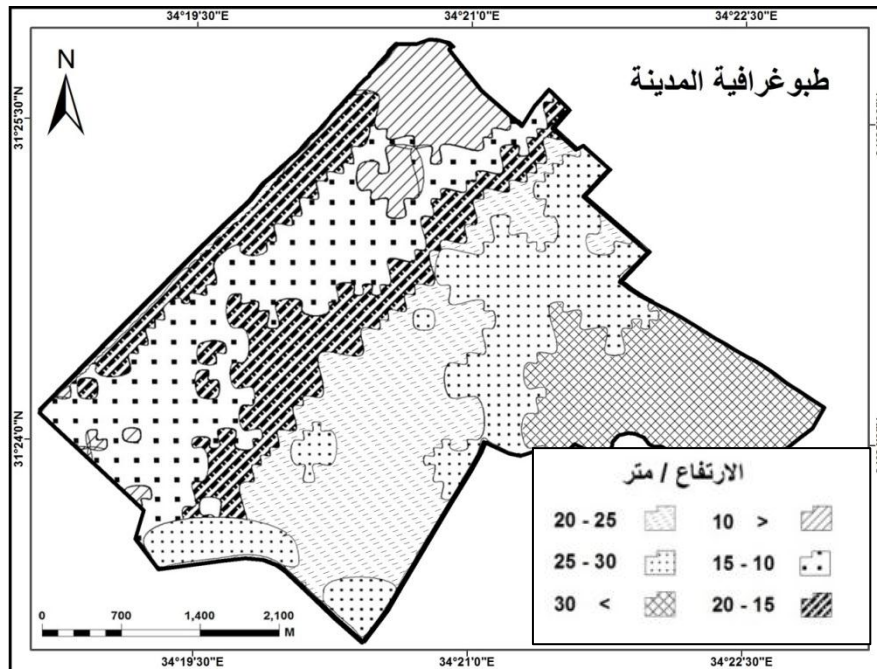 34°19'30"E 34°21'0"E 34°22'30"E
N
طبوغرافية المدينة
31°25'30"N
31°24'0"N
الارتفاع / متر
20 - 25
10 >
25 - 30
15 - 10
30 <
20 - 15
0 700 1,400 2,100
M
34°19'30"E 34°21'0"E 34°22'30"E